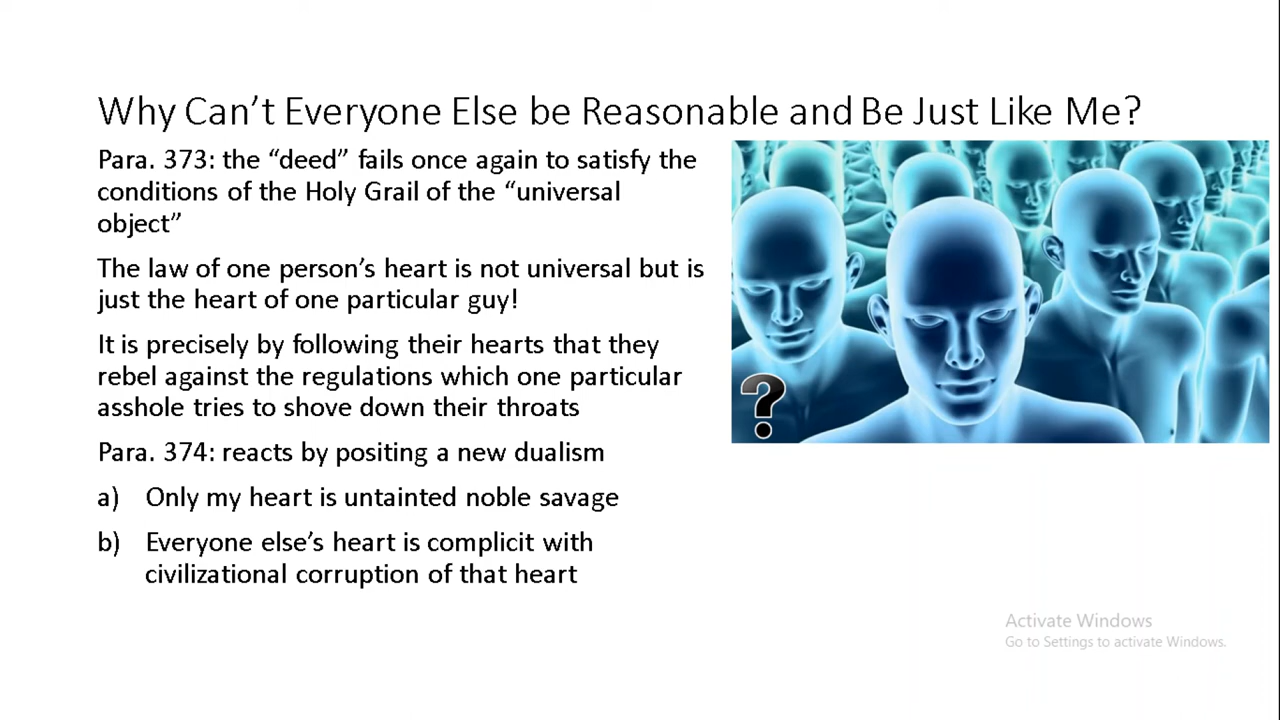 Why Can’t Everyone Else be Reasonable and Be Just Like Me?
Para. 373: the “deed” fails once again to satisfy the
conditions of the Holy Grail of the “universal
object”
The law of one person’s heart is not universal but is
just the heart of one particular guy!
It is precisely by following their hearts that they
rebel against the regulations which one particular
asshole tries to shove down their throats
Para. 374: reacts by positing a new dualism
a) Only my heart is untainted noble savage
b) Everyone else’s heart is complicit with
civilizational corruption of that heart
?
Activate Windows
Go to Settings to activate Windows.